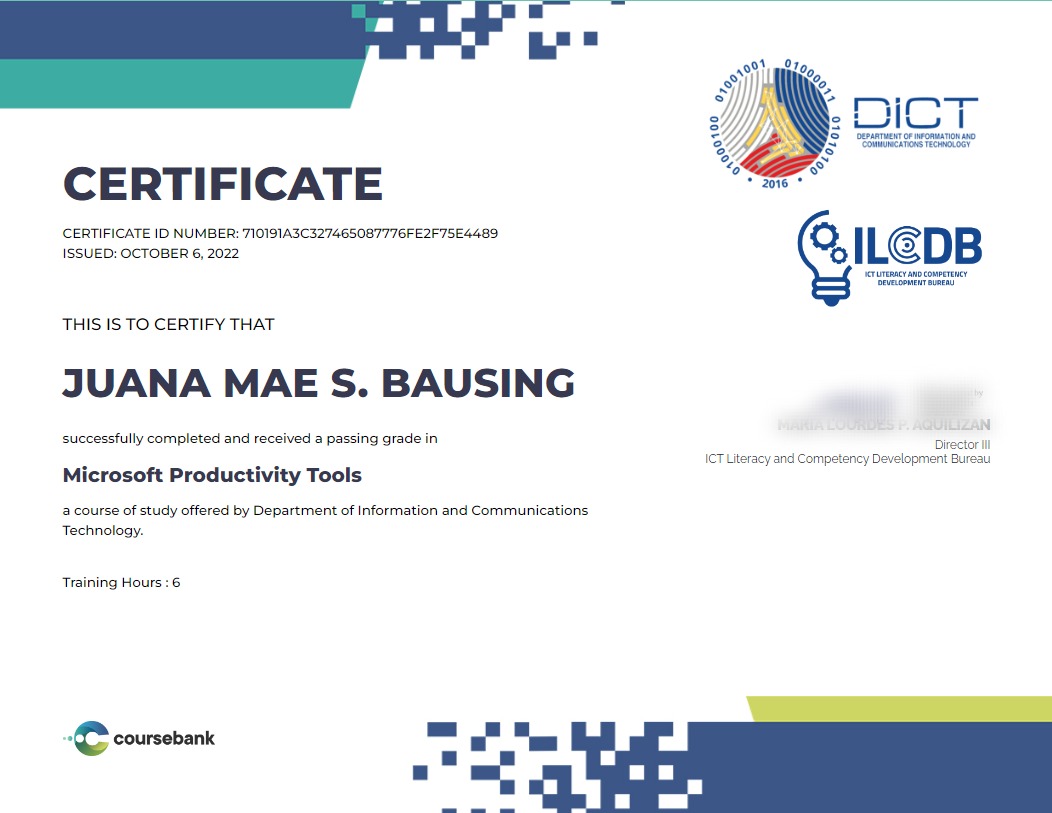 01001001 01000011 01010100 01000100
2016
DiCT
DEPARTMENT OF INFORMATION AND
COMMUNICATIONS TECHNOLOGY
CERTIFICATE
CERTIFICATE ID NUMBER: 710191A3C327465087776FE2F75E4489
ISSUED: OCTOBER 6, 2022
ILCDB
ICT LITERACY AND COMPETENCY
DEVELOPMENT BUREAU
THIS IS TO CERTIFY THAT
JUANA MAE S. BAUSING
successfully completed and received a passing grade in
Microsoft Productivity Tools
a course of study offered by Department of Information and Communications
Technology.
Training Hours : 6
by
MARIA LOURDES P. AQUILIZAN
Director III
ICT Literacy and Competency Development Bureau
coursebank